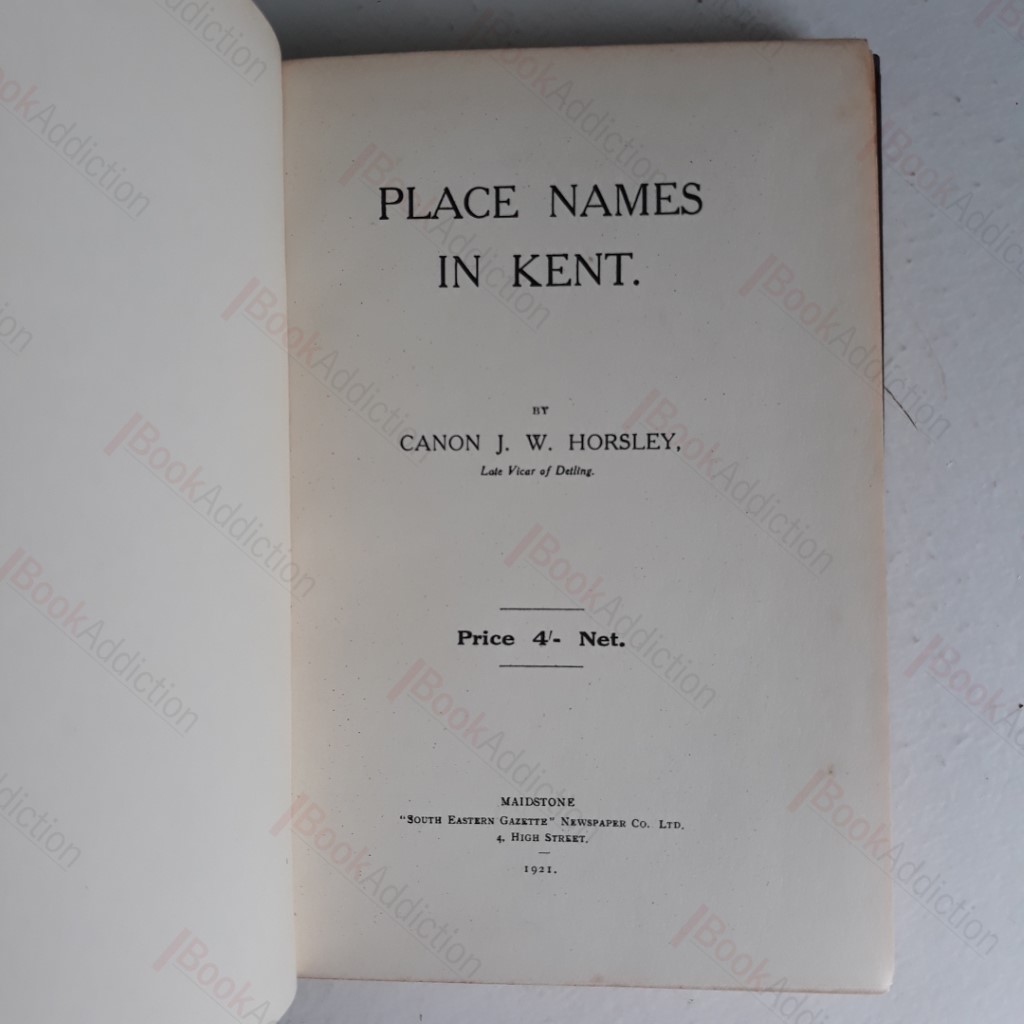 PLACE NAMES
IN KENT.
BY
CANON J. W. HORSLEY,
Late Vicar of Detling.
Price 4/- Net.
MAIDSTONE
"SOUTH EASTERN GAZETTE" NEWSPAPER CO. LTD.
4, HIGH STREET.
1921.
BookAddiction